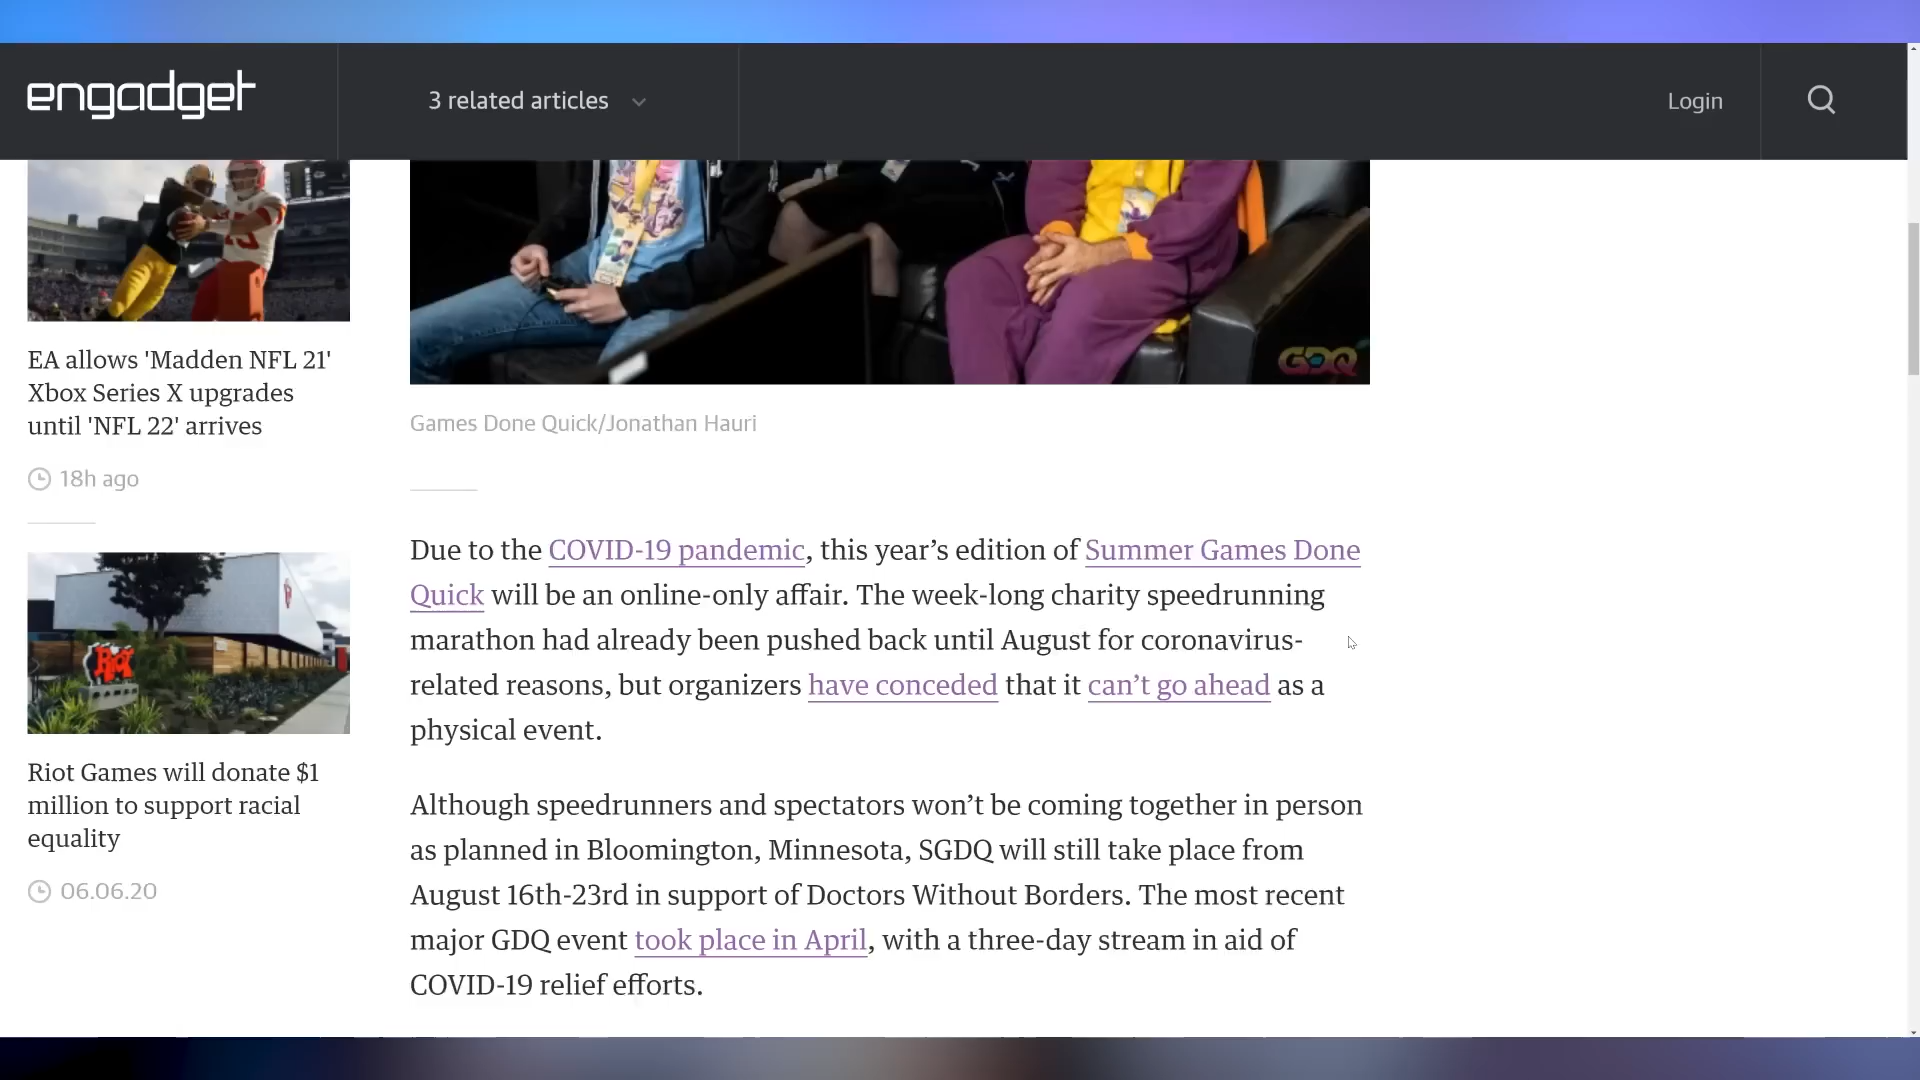 engadget
3 related articles
Login
EA allows 'Madden NFL 21'
Xbox Series X upgrades
until 'NFL 22' arrives
18h ago
Riot
Riot Games will donate $1
million to support racial
equality
06.06.20
GDQ
Games Done Quick/Jonathan Hauri
Due to the COVID-19 pandemic, this year’s edition of Summer Games Done
Quick will be an online-only affair. The week-long charity speedrunning
marathon had already been pushed back until August for coronavirus-
related reasons, but organizers have conceded that it can’t go ahead as a
physical event.
Although speedrunners and spectators won’t be coming together in person
as planned in Bloomington, Minnesota, SGDQ will still take place from
August 16th-23rd in support of Doctors Without Borders. The most recent
major GDQ event took place in April, with a three-day stream in aid of
COVID-19 relief efforts.